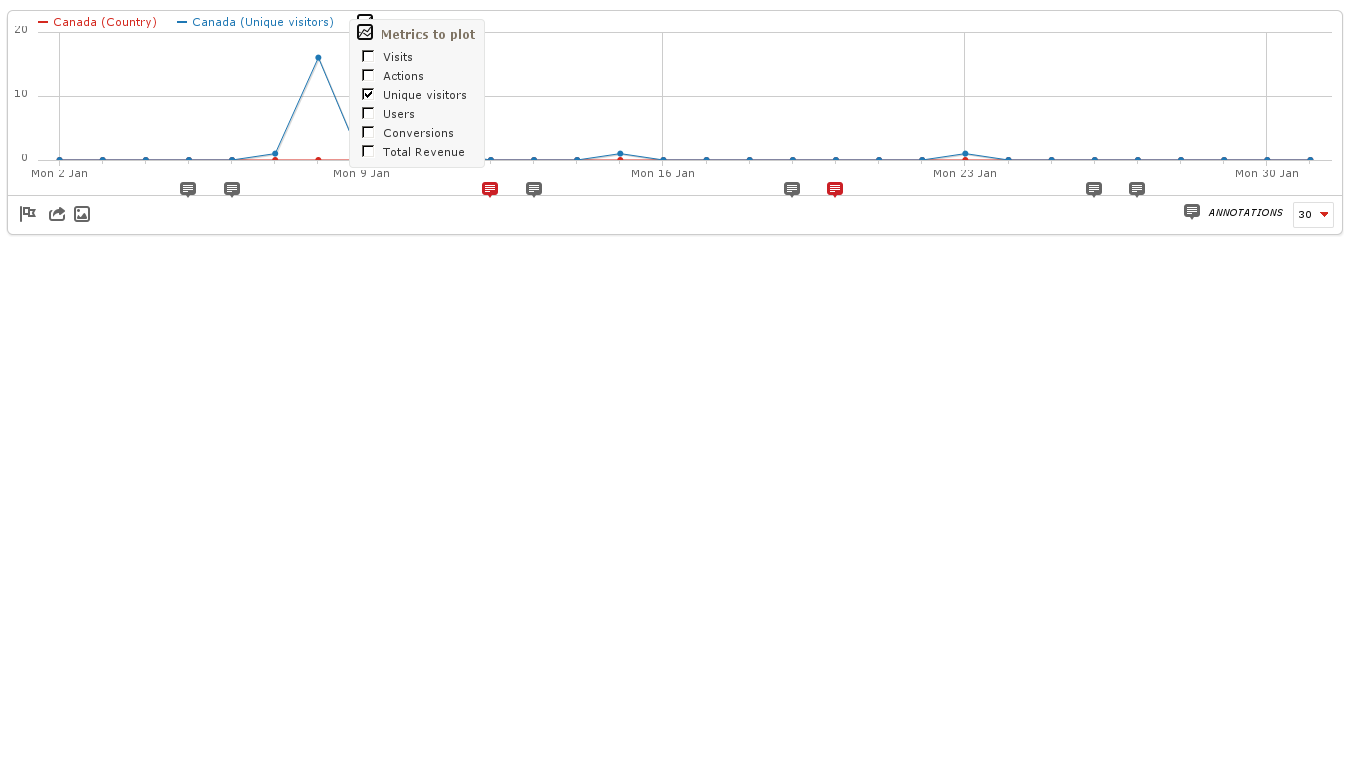 Canada (Country) Canada (Unique visitors)
20
10
0
Metrics to plot
Visits
Actions
Unique visitors
Users
Conversions
Total Revenue
Mon 2 Jan Mon 9 Jan Mon 16 Jan Mon 23 Jan Mon 30 Jan
ANNOTATIONS 30